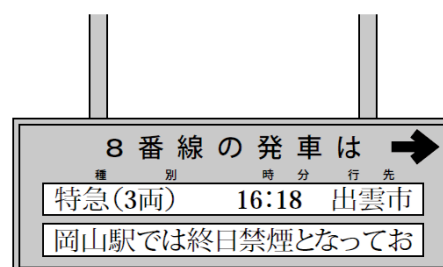 8番線の発車は➡
種別 時分 行先
特急(3両) 16:18 出雲市
岡山駅では終日禁煙となってお